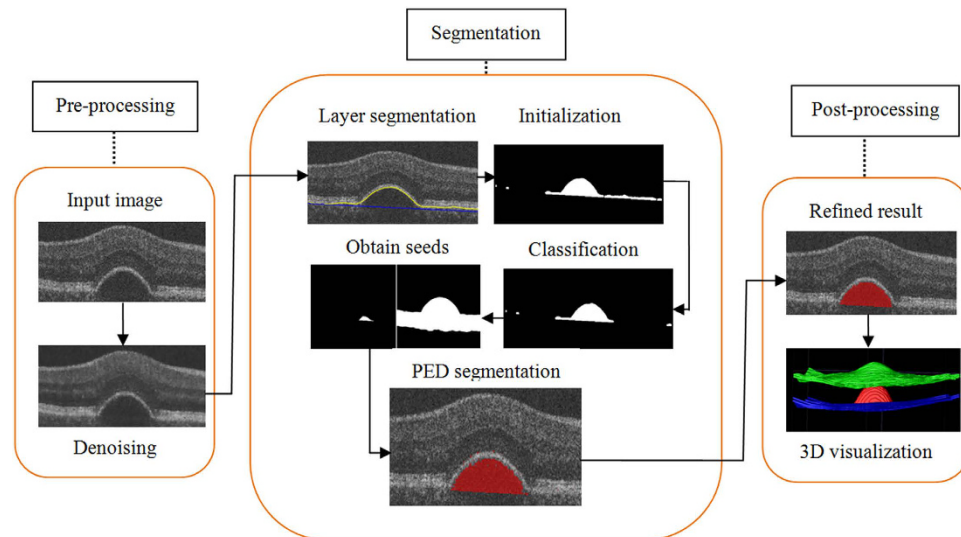 Segmentation
Pre-processing
Post-processing
Input image
Denoising
Layer segmentation
Initialization
Obtain seeds
Classification
PED segmentation
Refined result
3D visualization